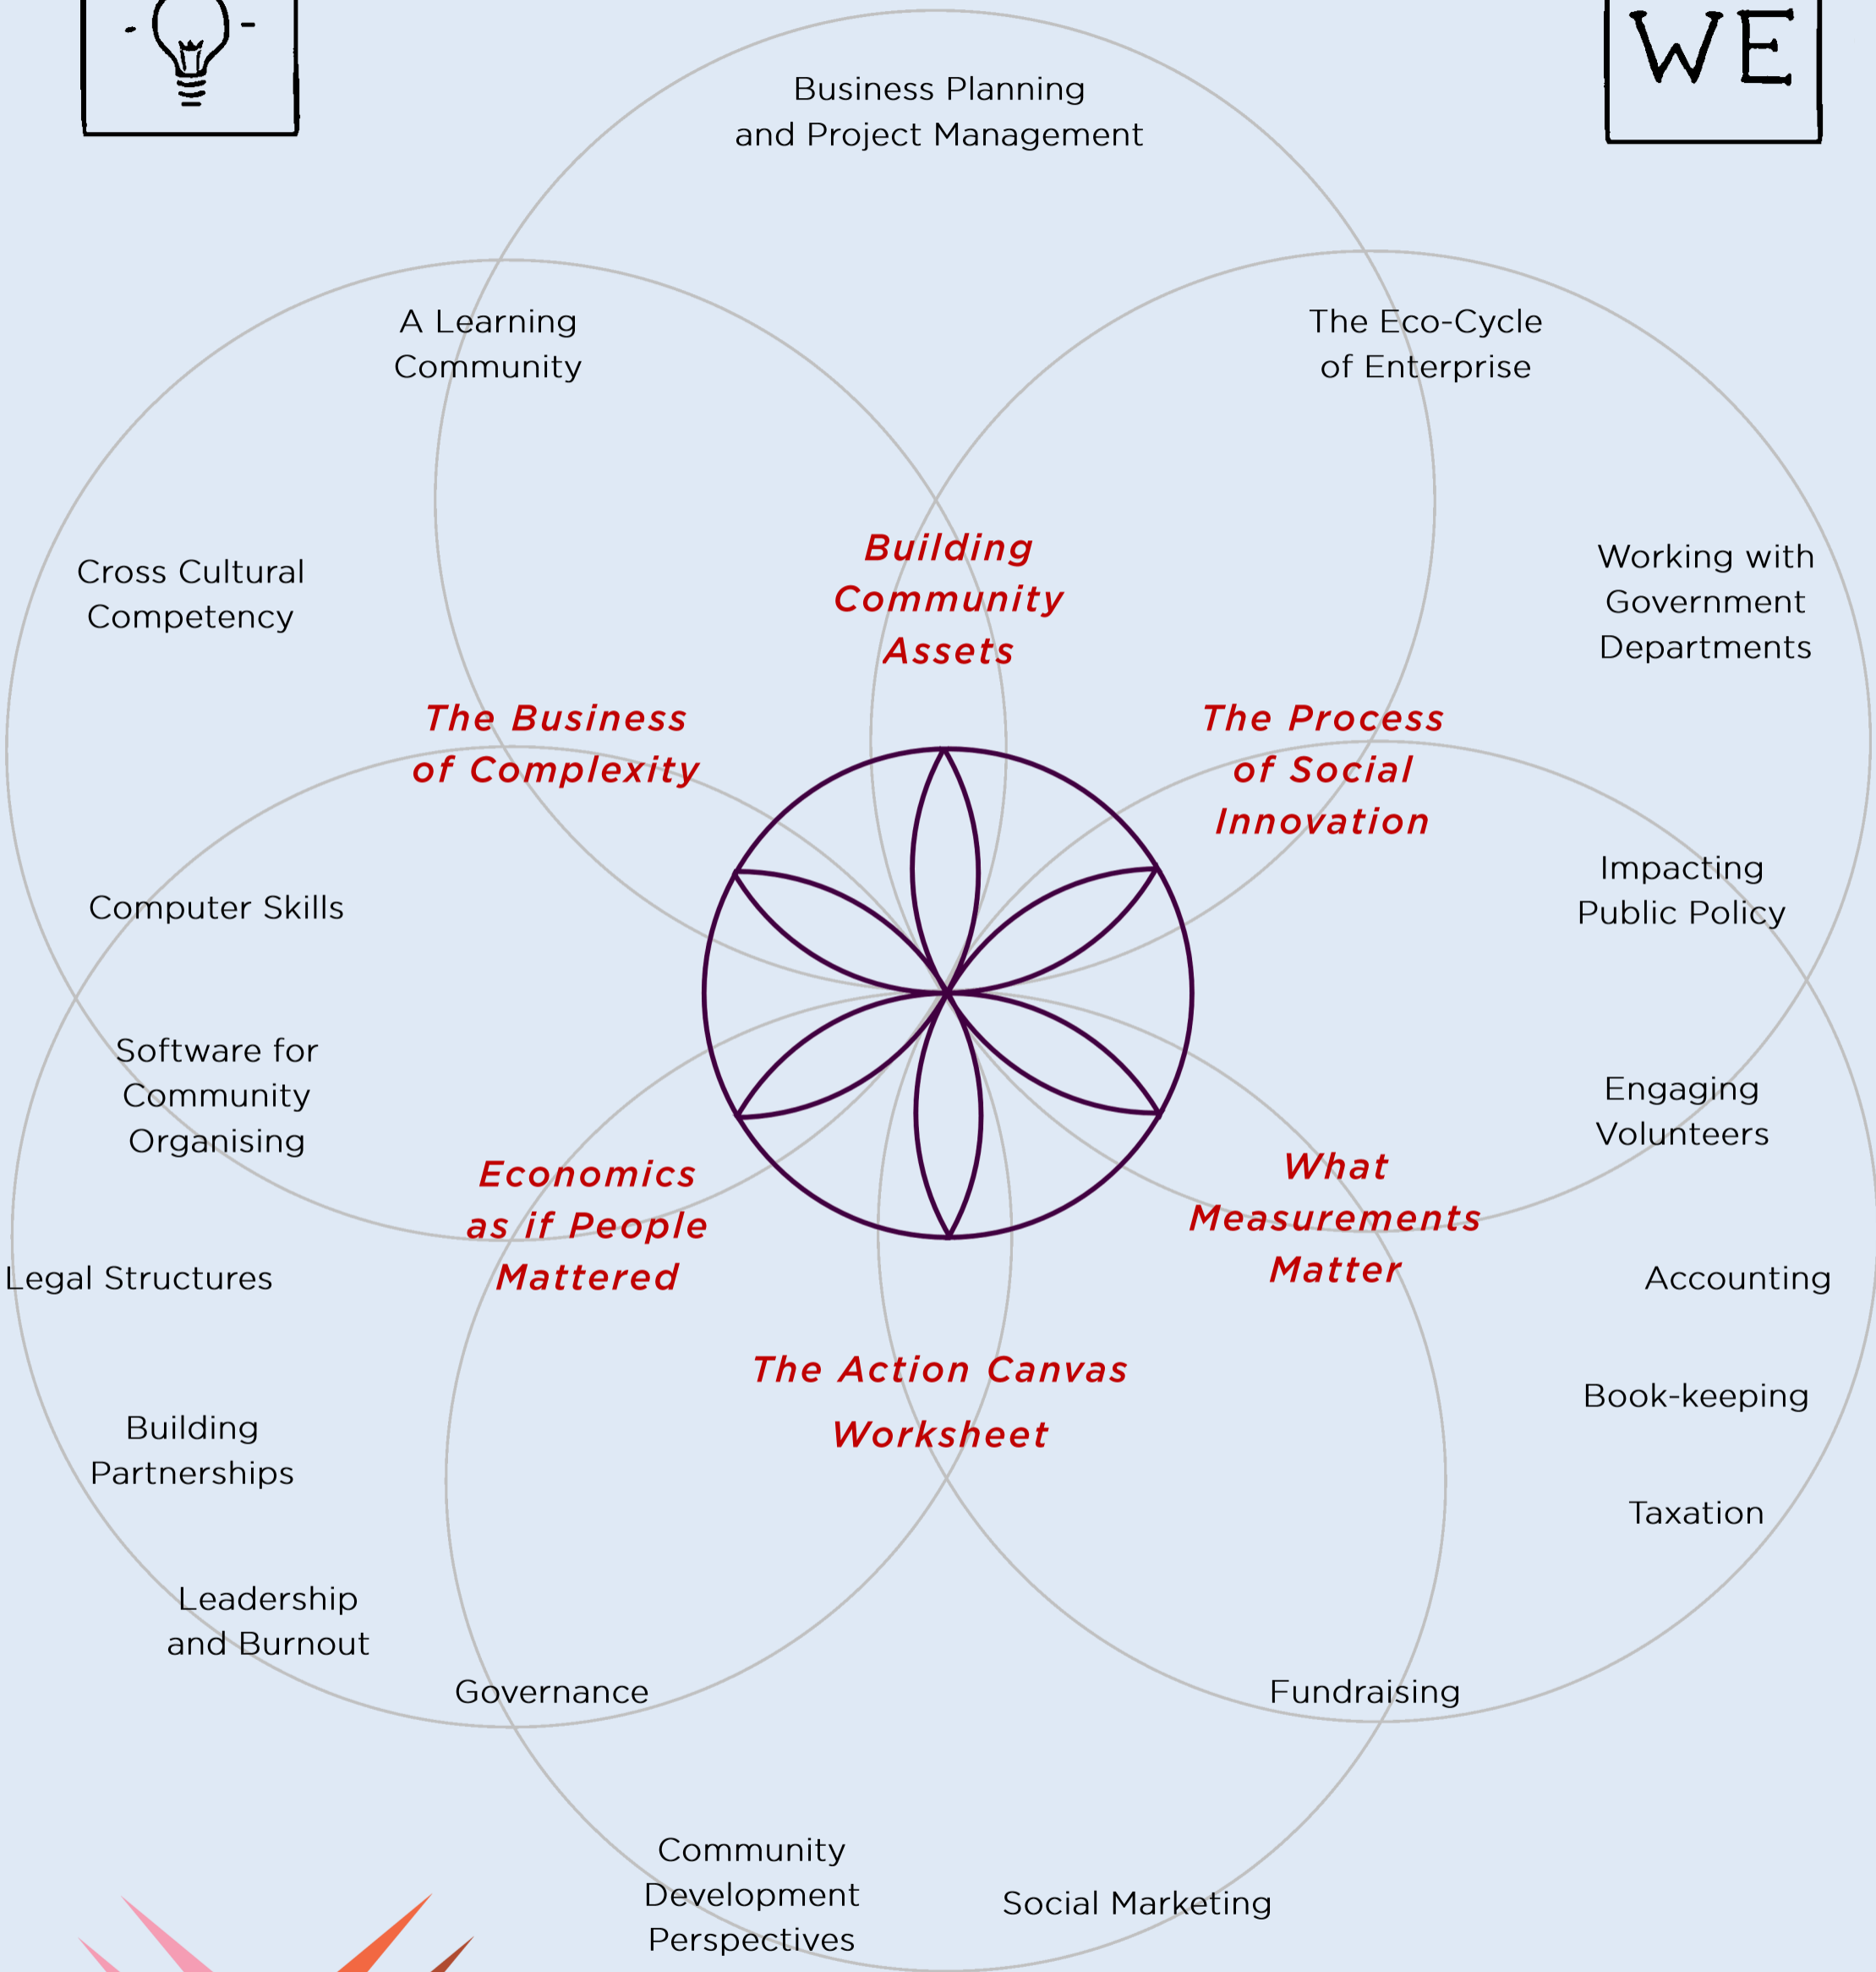 WE
Business Planning
and Project Management
A Learning
Community
The Eco-Cycle
of Enterprise
Building
Community
Assets
Cross Cultural
Competency
Working with
Government
Departments
The Business
of Complexity
The Process
of Social
Innovation
Computer Skills
Impacting
Public Policy
Software for
Community
Organising
Engaging
Volunteers
Economics
as if People
Mattered
What
Measurements
Matter
Legal Structures
Accounting
The Action Canvas
Worksheet
Building
Partnerships
Book-keeping
Taxation
Leadership
and Burnout
Governance
Fundraising
Community
Development
Perspectives
Social Marketing